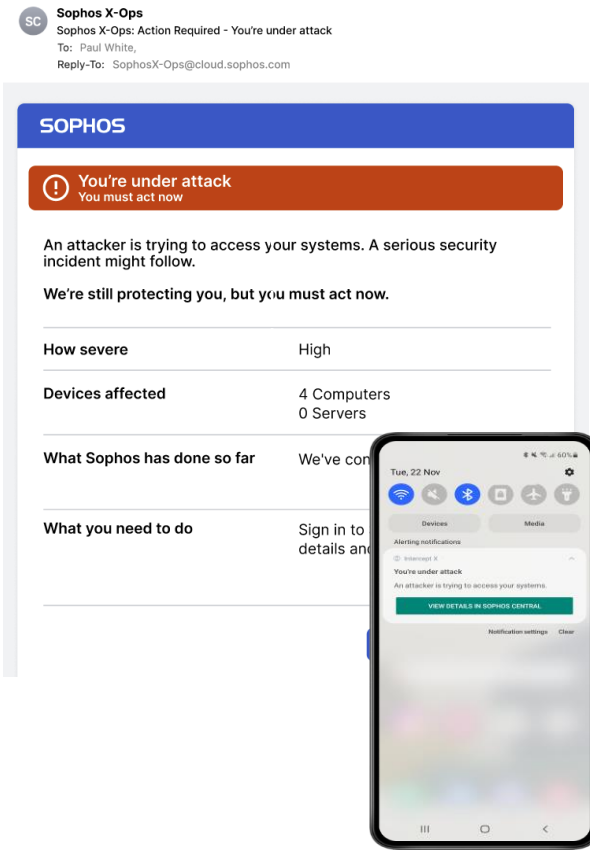 SC
Sophos X-Ops
Sophos X-Ops: Action Required - You're under attack
To: Paul White,
Reply-To: SophosX-Ops@cloud.sophos.com
SOPHOS
You're under attack
You must act now
An attacker is trying to access your systems. A serious security
incident might follow.
We're still protecting you, but you must act now.
How severe
High
Devices affected
4 Computers
0 Servers
What Sophos has done so far
We've con
What you need to do
Sign in to
details and
60%
Tue, 22 Nov
Devices
Media
Alerting notifications
Intercept X
You're under attack
An attacker is trying to access your systems.
VIEW DETAILS IN SOPHOS CENTRAL
Notification settings
Clear